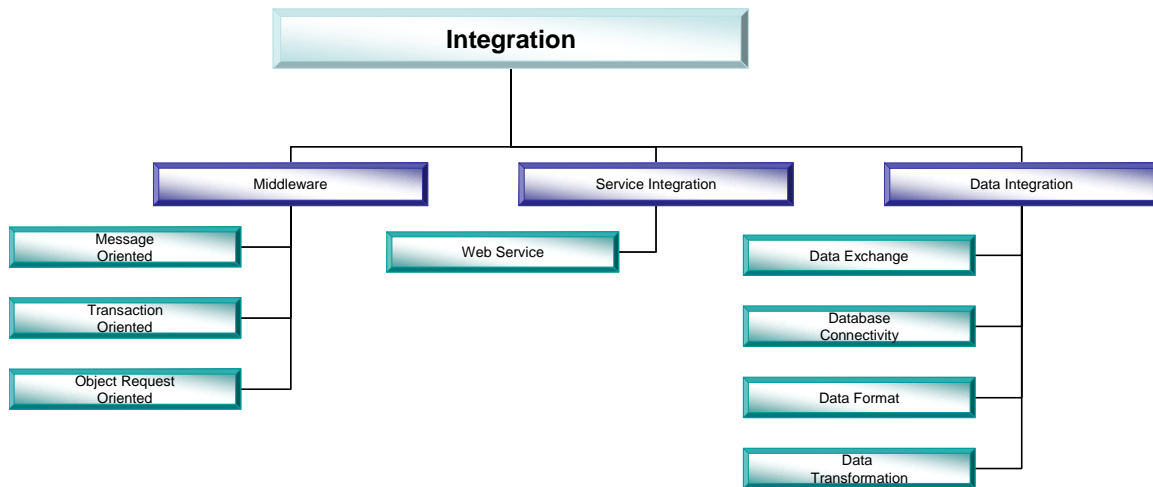 Integration
Middleware
Service Integration
Data Integration
Message
Oriented
Transaction
Oriented
Object Request
Oriented
Web Service
Data Exchange
Database
Connectivity
Data Format
Data
Transformation